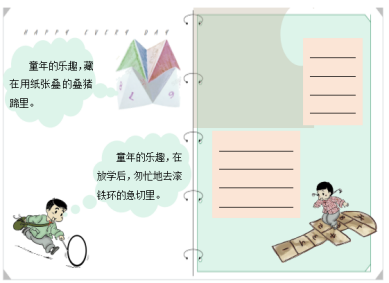 HAPPY EVERY DAY
童年的乐趣,藏
在用纸张叠的叠猪
蹄里。
童年的乐趣,在
放学后,匆忙地去滚
铁环的急切里。